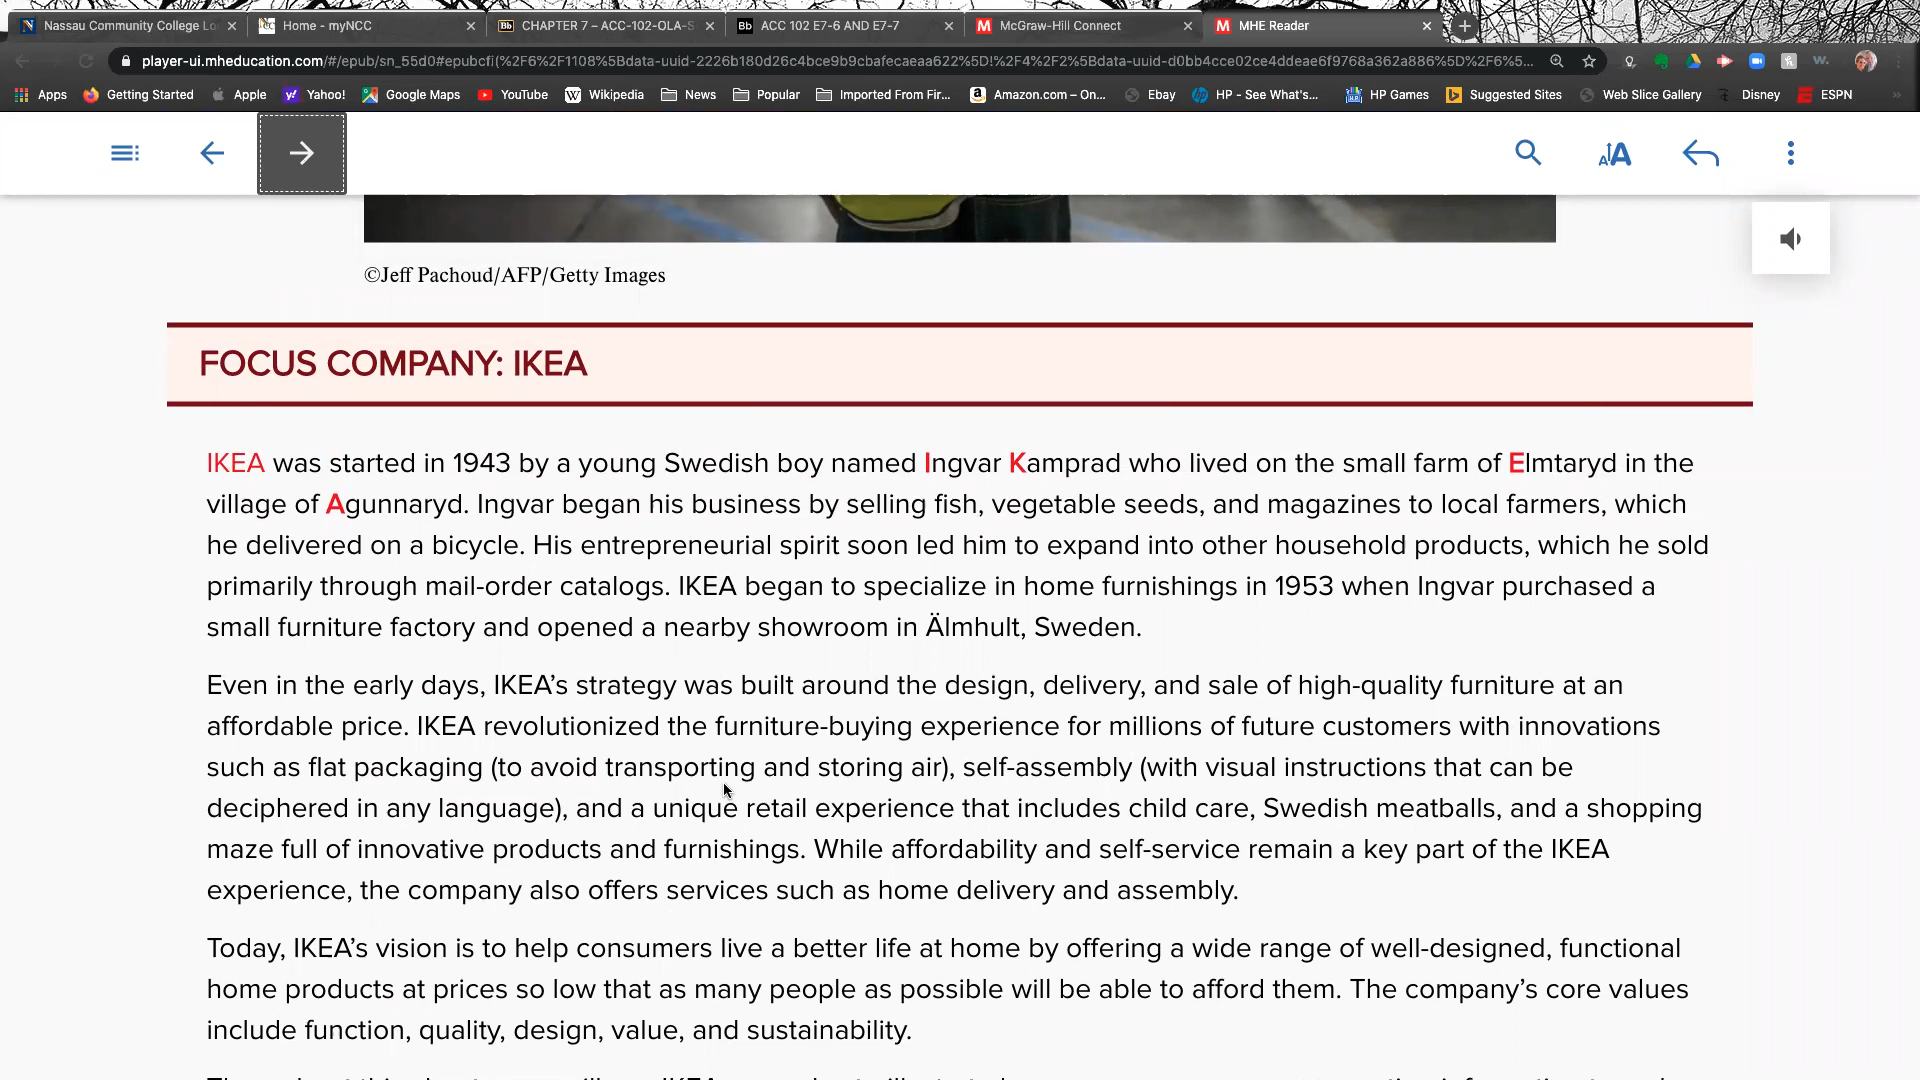 Nassau Community College Lo
Home - myNCC
CHAPTER 7 – ACC-102-OLA-S
ACC 102 E7-6 AND E7-7
McGraw-Hill Connect
MHE Reader
player-ui.mheducation.com/#/epub/sn_55d0#epubcfi(%2F6%2F1108%5Bdata-uuid-2226b180d26c4bce9b9cbafecaeaa622%5D!%2F4%2F2%5Bdata-uuid-d0bb4cce02ce4ddeae6f9768a362a886%5D%2F6%5...
Apps Getting Started Apple Yahoo! Google Maps YouTube Wikipedia News Popular Imported From Fir... Amazon.com – On... Ebay HP - See What's... HP Games Suggested Sites Web Slice Gallery Disney ESPN »
©Jeff Pachoud/AFP/Getty Images
FOCUS COMPANY: IKEA
IKEA was started in 1943 by a young Swedish boy named Ingvar Kamprad who lived on the small farm of Elmtaryd in the
village of Agunnaryd. Ingvar began his business by selling fish, vegetable seeds, and magazines to local farmers, which
he delivered on a bicycle. His entrepreneurial spirit soon led him to expand into other household products, which he sold
primarily through mail-order catalogs. IKEA began to specialize in home furnishings in 1953 when Ingvar purchased a
small furniture factory and opened a nearby showroom in Älmhult, Sweden.
Even in the early days, IKEA’s strategy was built around the design, delivery, and sale of high-quality furniture at an
affordable price. IKEA revolutionized the furniture-buying experience for millions of future customers with innovations
such as flat packaging (to avoid transporting and storing air), self-assembly (with visual instructions that can be
deciphered in any language), and a unique retail experience that includes child care, Swedish meatballs, and a shopping
maze full of innovative products and furnishings. While affordability and self-service remain a key part of the IKEA
experience, the company also offers services such as home delivery and assembly.
Today, IKEA’s vision is to help consumers live a better life at home by offering a wide range of well-designed, functional
home products at prices so low that as many people as possible will be able to afford them. The company’s core values
include function, quality, design, value, and sustainability.